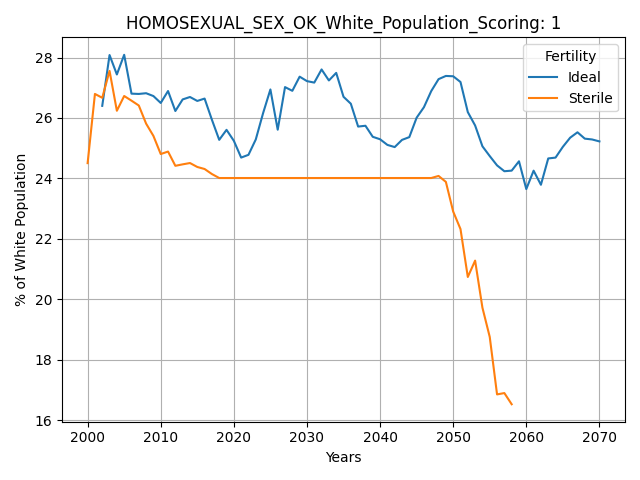 HOMOSEXUAL_SEX_OK_White_Population_Scoring: 1
% of White Population
28
26
24
22
20
18
16
Fertility
Ideal
Sterile
2000 2010 2020 2030 2040 2050 2060 2070
Years